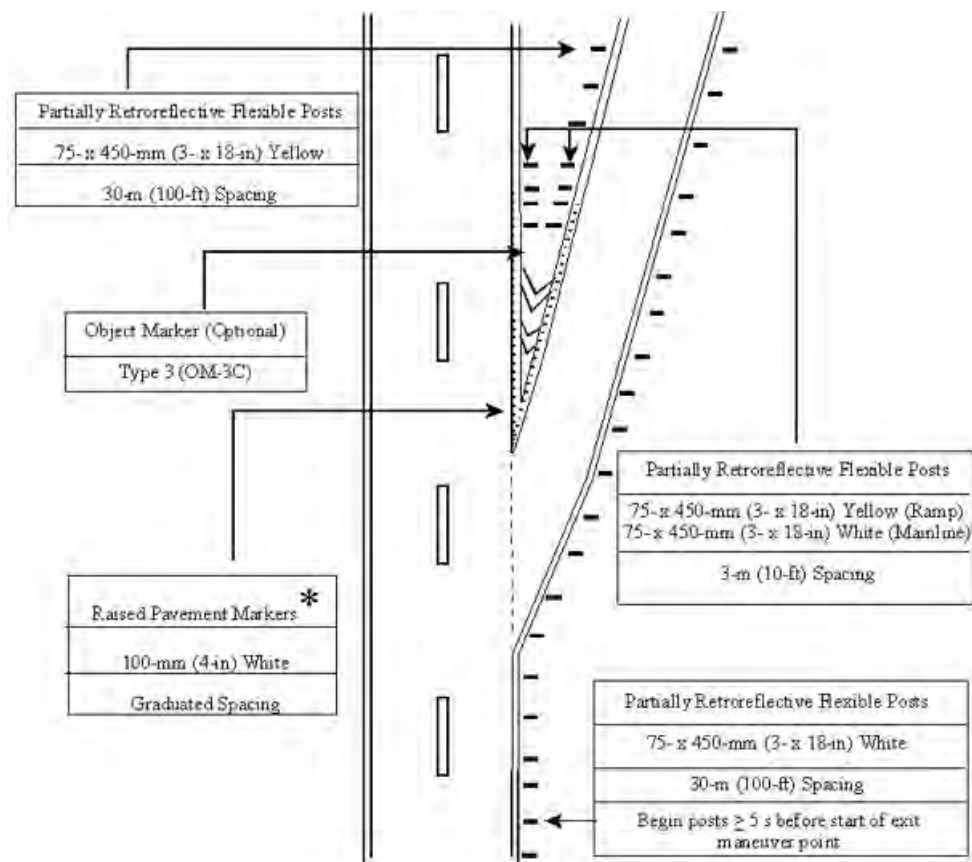 Partially Retroreflective Flexible Posts
75- x 450-mm (3- x 18-in) Yellow
30-m (100-ft) Spacing
Object Marker (Optional)
Type 3 (OM-3C)
Partially Retroreflective Flexible Posts
75- x 450-mm (3- x 18-in) Yellow (Ramp)
75- x 450-mm (3- x 18-in) White (Mainline)
3-m (10-ft) Spacing
Raised Pavement Markers *
100-mm (4-in) White
Graduated Spacing
Partially Retroreflective Flexible Posts
75- x 450-mm (3- x 18-in) White
30-m (100-ft) Spacing
Begin posts ≥ 5 s before start of exit
maneuver point